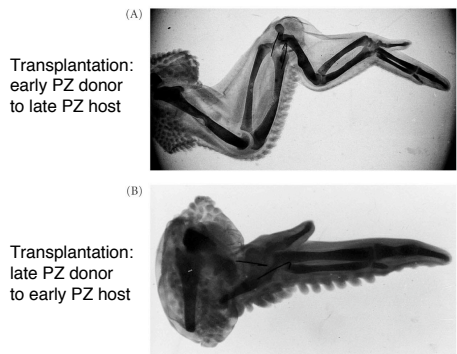 (A)
Transplantation:
early PZ donor
to late PZ host
(B)
Transplantation:
late PZ donor
to early PZ host